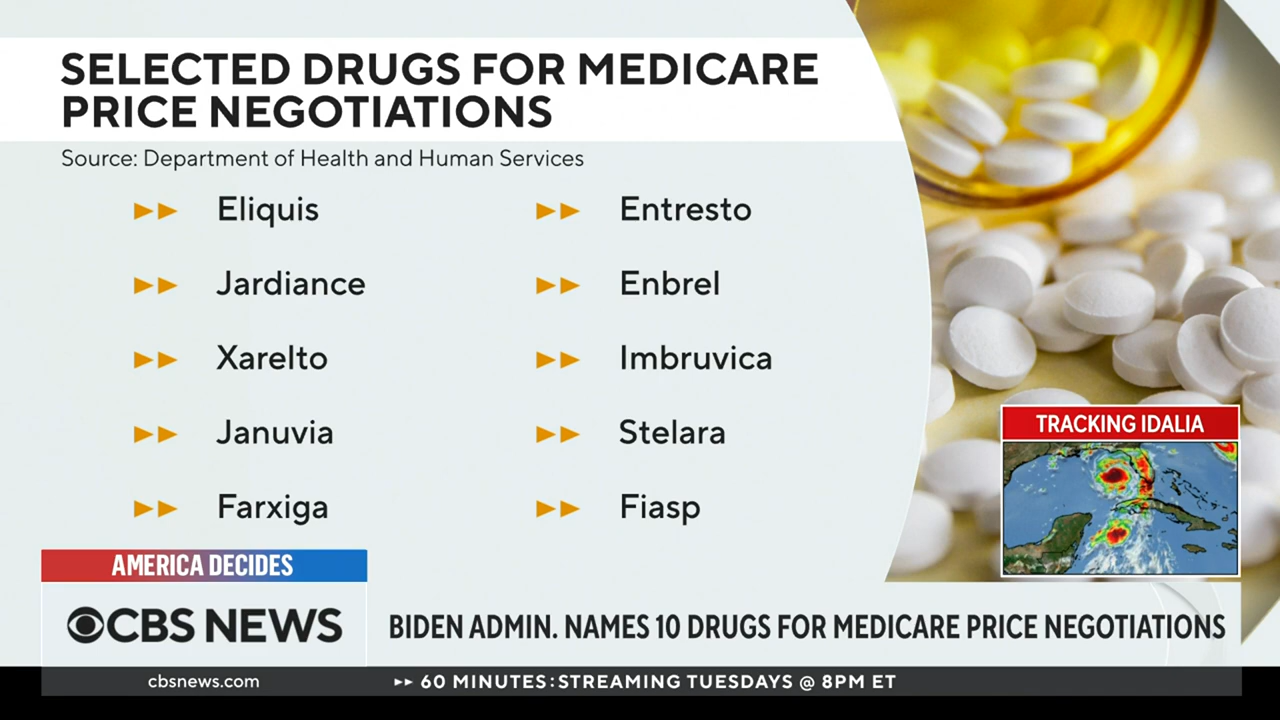 SELECTED DRUGS FOR MEDICARE
PRICE NEGOTIATIONS
Source: Department of Health and Human Services
Eliquis
Jardiance
Xarelto
Januvia
Farxiga
Entresto
Enbrel
Imbruvica
Stelara
Fiasp
TRACKING IDALIA
AMERICA DECIDES
CBS NEWS
BIDEN ADMIN. NAMES 10 DRUGS FOR MEDICARE PRICE NEGOTIATIONS
cbsnews.com
60 MINUTES: STREAMING TUESDAYS @ 8PM ET